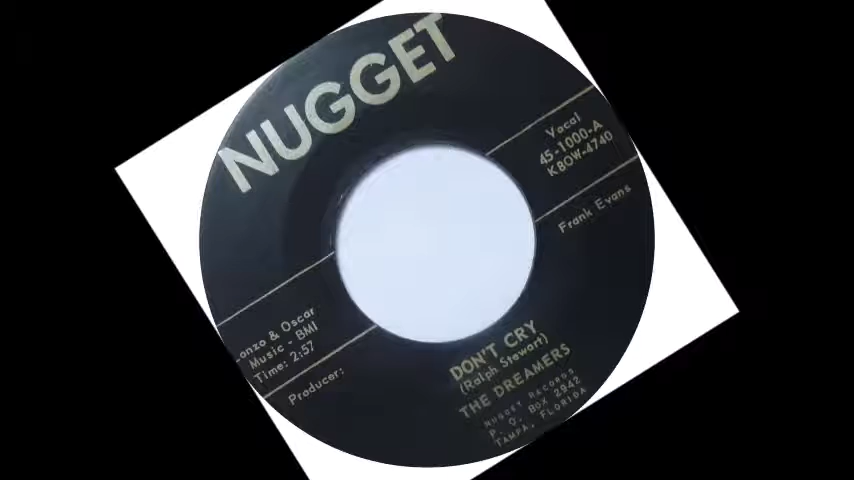 NUGGET
Vocal
45-1000-A
K8OW-4740
Lonzo & Oscar
Music - BMI
Time: 2:57
Producer:
Frank Evans
DON'T CRY
(Ralph Stewart)
THE DREAMERS
NUGGET RECORDS
P. O. BOX 2942
TAMPA, FLORIDA